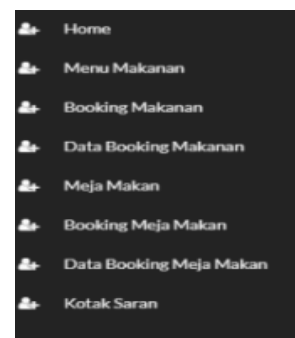 Home
Menu Makanan
Booking Makanan
Data Booking Makanan
Meja Makan
Booking Meja Makan
Data Booking Meja Makan
Kotak Saran